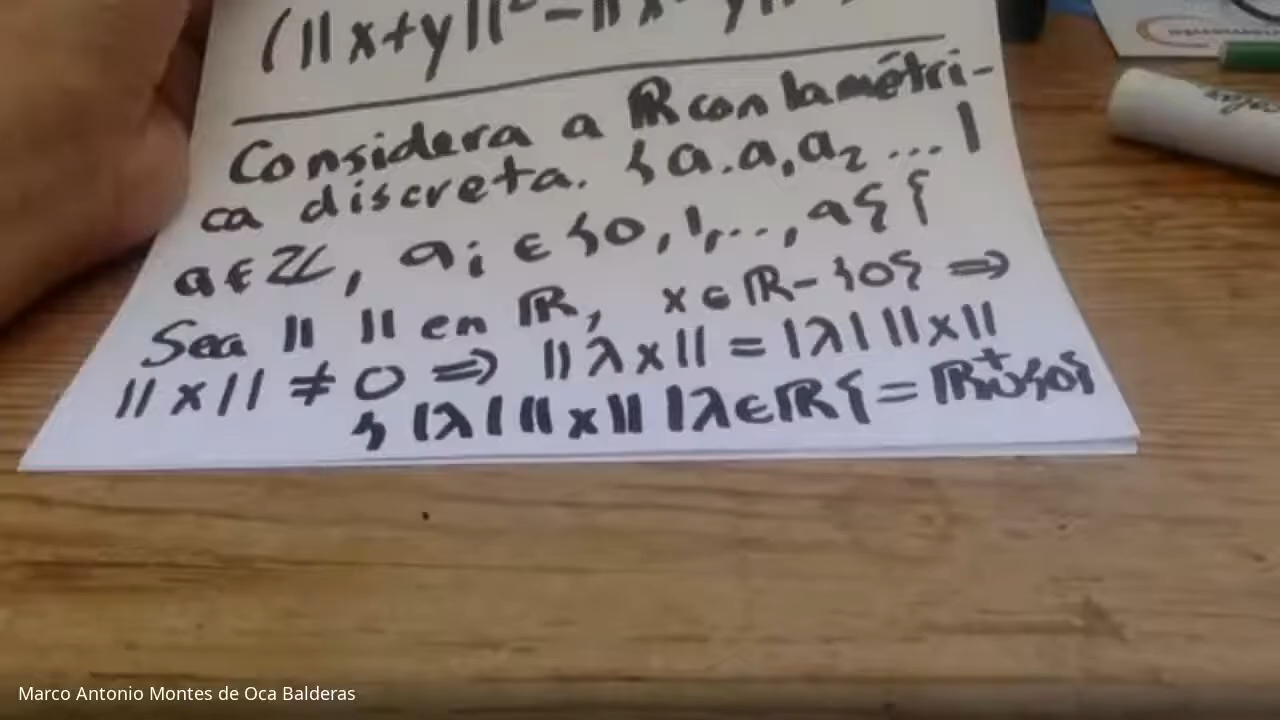 (||x+y||² - ||x-y||
Considera a ℝ con la métri-
ca discreta. {a.a₁a₂...|
a∈ℤ, aᵢ ∈ {0,1,..,9}}
Sea || || en ℝ, x∈ℝ-{0} ⇒
||x|| ≠ 0 ⇒ ||λx|| = |λ| ||x||
{|λ| ||x|| |λ∈ℝ} = ℝ⁺∪{0}
Marco Antonio Montes de Oca Balderas